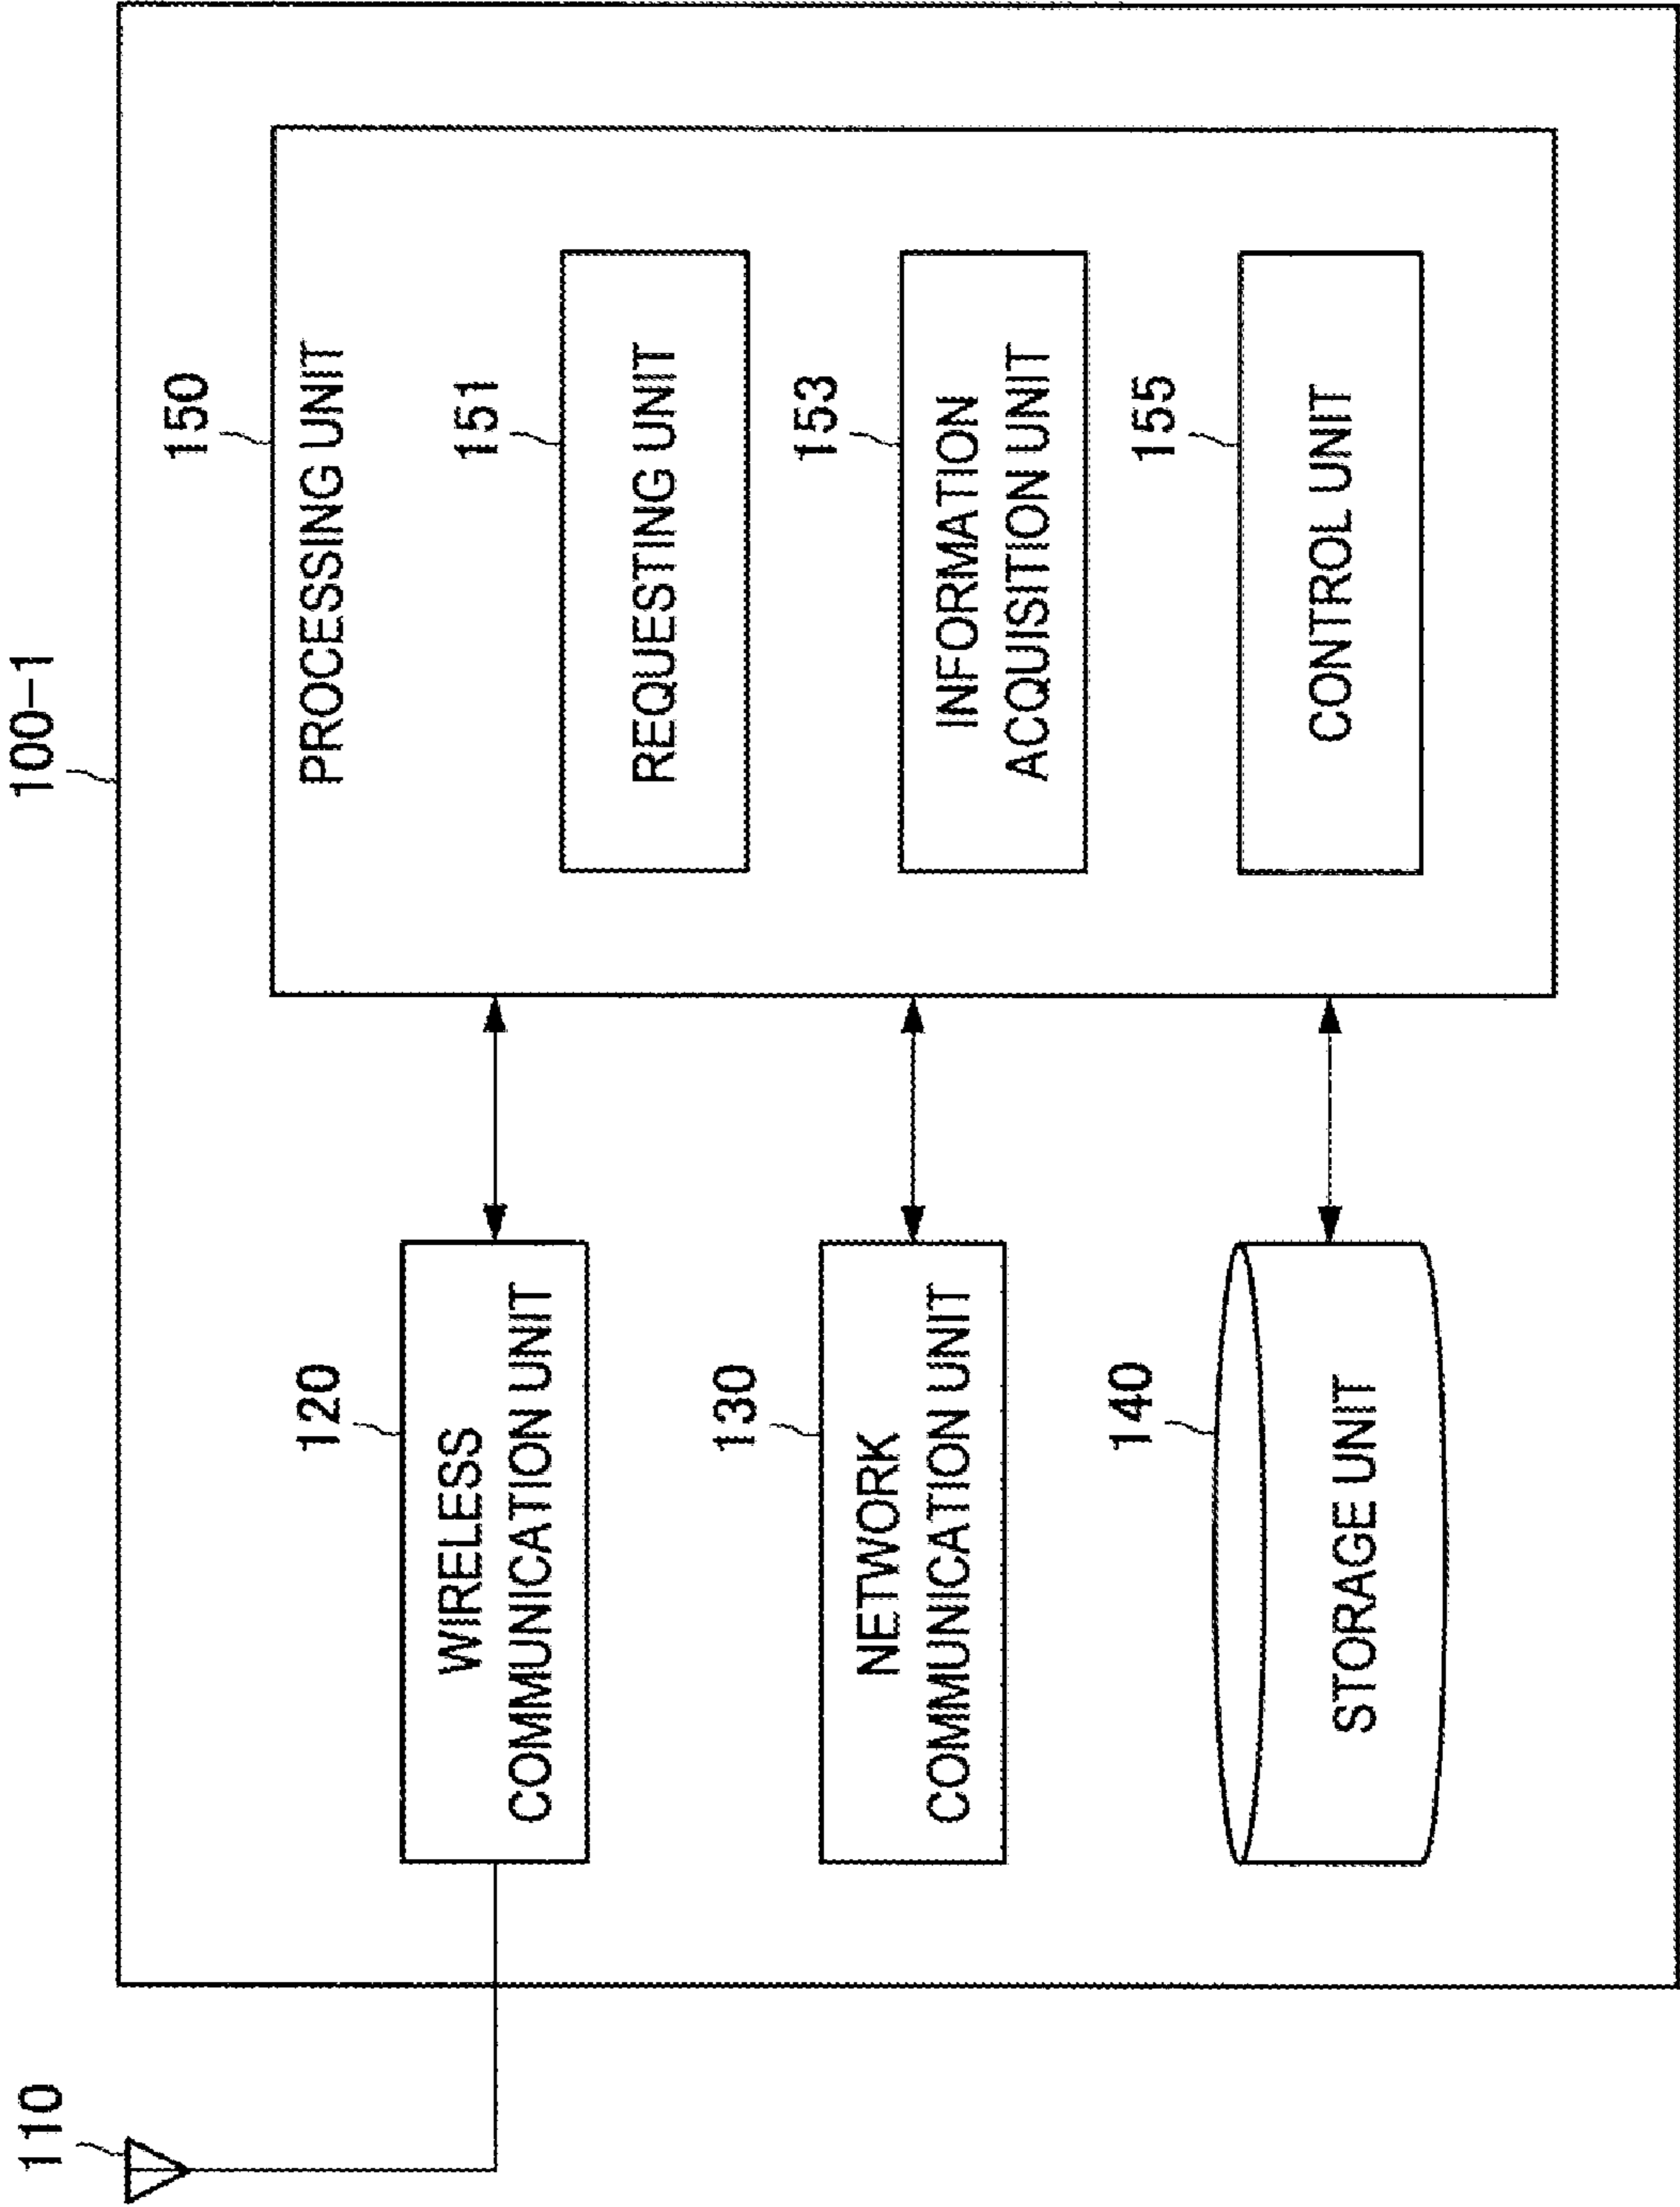 100-1
110
120
WIRELESS
COMMUNICATION UNIT
130
NETWORK
COMMUNICATION UNIT
140
STORAGE UNIT
150
PROCESSING UNIT
151
REQUESTING UNIT
153
INFORMATION
ACQUISITION UNIT
155
CONTROL UNIT